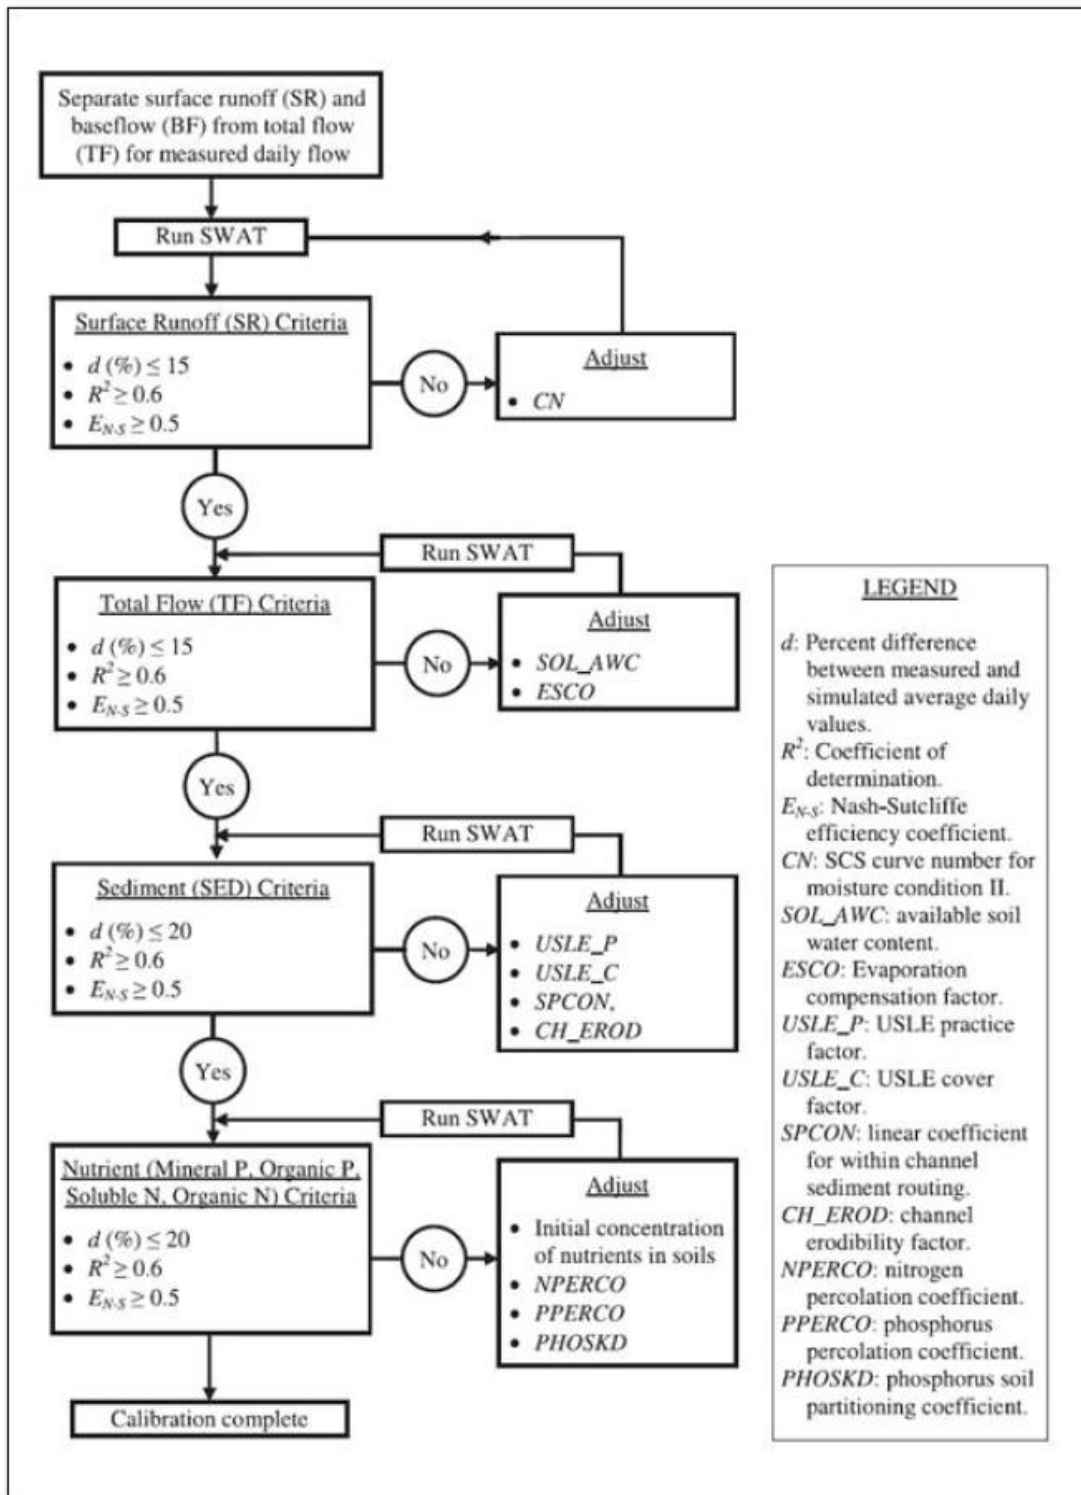 Separate surface runoff (SR) and
baseflow (BF) from total flow
(TF) for measured daily flow
Run SWAT
Surface Runoff (SR) Criteria
• d (%) ≤ 15
• R² ≥ 0.6
• E_N-S ≥ 0.5
No
Adjust
• CN
Yes
Run SWAT
Total Flow (TF) Criteria
• d (%) ≤ 15
• R² ≥ 0.6
• E_N-S ≥ 0.5
No
Adjust
• SOL_AWC
• ESCO
Yes
Run SWAT
Sediment (SED) Criteria
• d (%) ≤ 20
• R² ≥ 0.6
• E_N-S ≥ 0.5
No
Adjust
• USLE_P
• USLE_C
• SPCON,
• CH_EROD
Yes
Run SWAT
Nutrient (Mineral P, Organic P,
Soluble N, Organic N) Criteria
• d (%) ≤ 20
• R² ≥ 0.6
• E_N-S ≥ 0.5
No
Adjust
• Initial concentration
of nutrients in soils
• NPERCO
• PPERCO
• PHOSKD
Calibration complete
LEGEND
d: Percent difference
between measured and
simulated average daily
values.
R²: Coefficient of
determination.
E_N-S: Nash-Sutcliffe
efficiency coefficient.
CN: SCS curve number for
moisture condition II.
SOL_AWC: available soil
water content.
ESCO: Evaporation
compensation factor.
USLE_P: USLE practice
factor.
USLE_C: USLE cover
factor.
SPCON: linear coefficient
for within channel
sediment routing.
CH_EROD: channel
erodibility factor.
NPERCO: nitrogen
percolation coefficient.
PPERCO: phosphorus
percolation coefficient.
PHOSKD: phosphorus soil
partitioning coefficient.